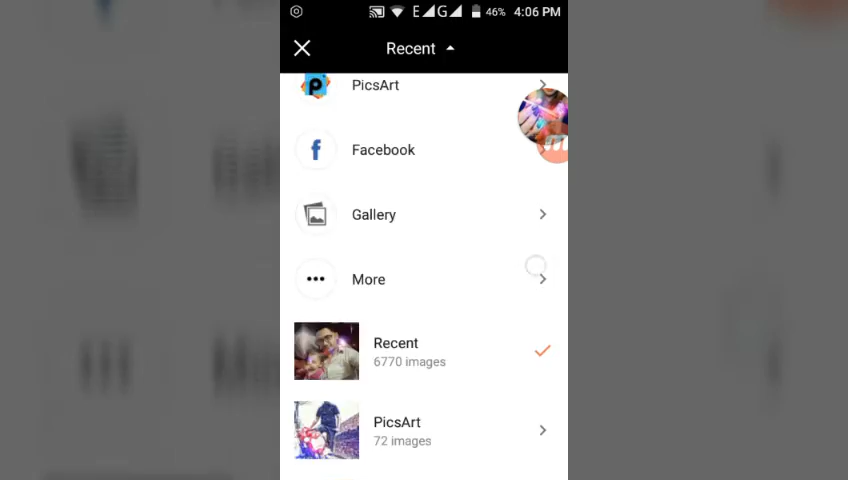 E G 46% 4:06 PM
Recent
PicsArt
Facebook
Gallery
More
Recent
6770 images
PicsArt
72 images